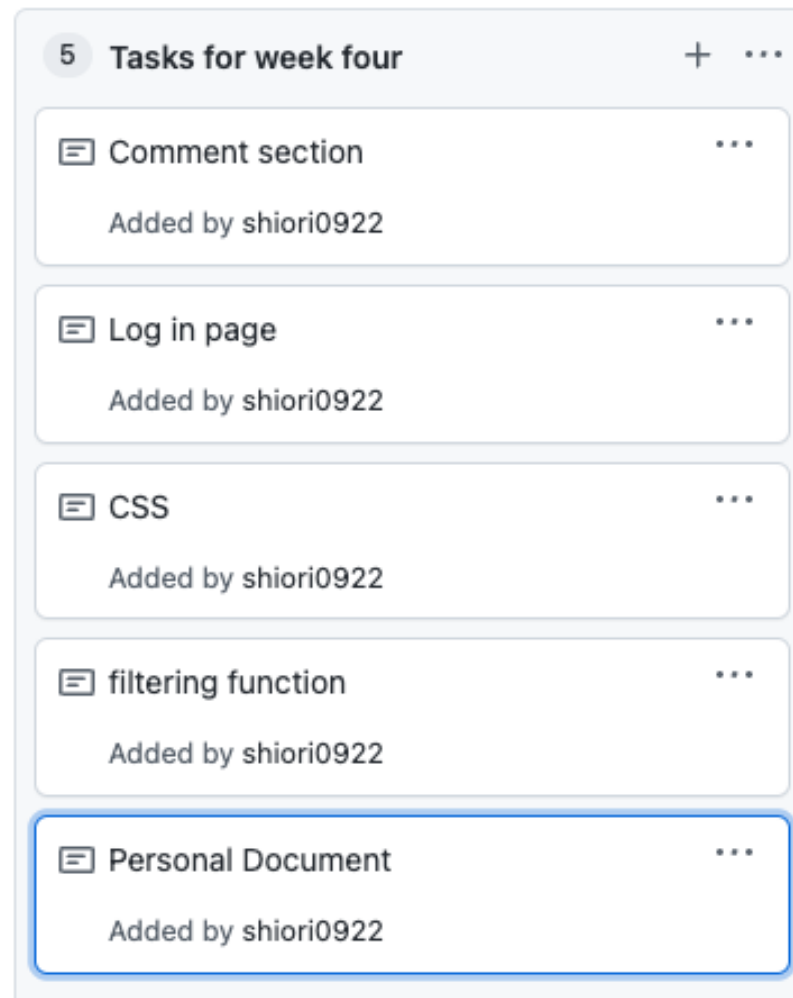 5 Tasks for week four
Comment section
Added by shiori0922
Log in page
Added by shiori0922
CSS
Added by shiori0922
filtering function
Added by shiori0922
Personal Document
Added by shiori0922